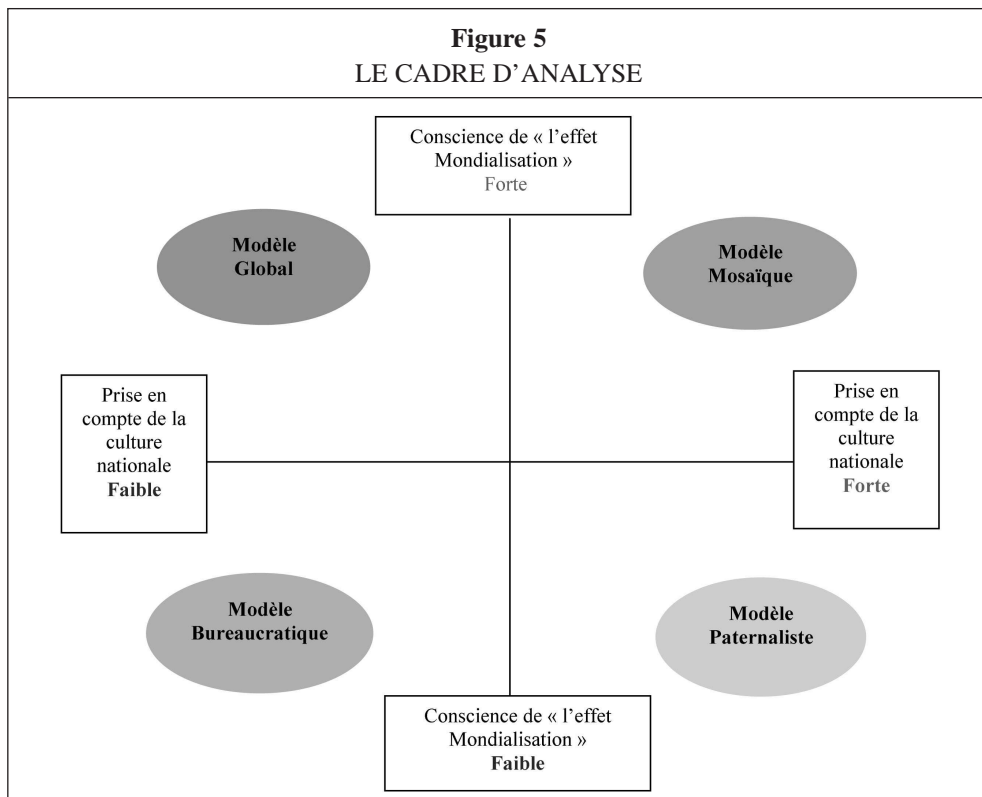 Figure 5
LE CADRE D'ANALYSE
Conscience de « l'effet
Mondialisation »
Forte
Modèle
Global
Modèle
Mosaïque
Prise en
compte de la
culture
nationale
Faible
Prise en
compte de la
culture
nationale
Forte
Modèle
Bureaucratique
Modèle
Paternaliste
Conscience de « l'effet
Mondialisation »
Faible